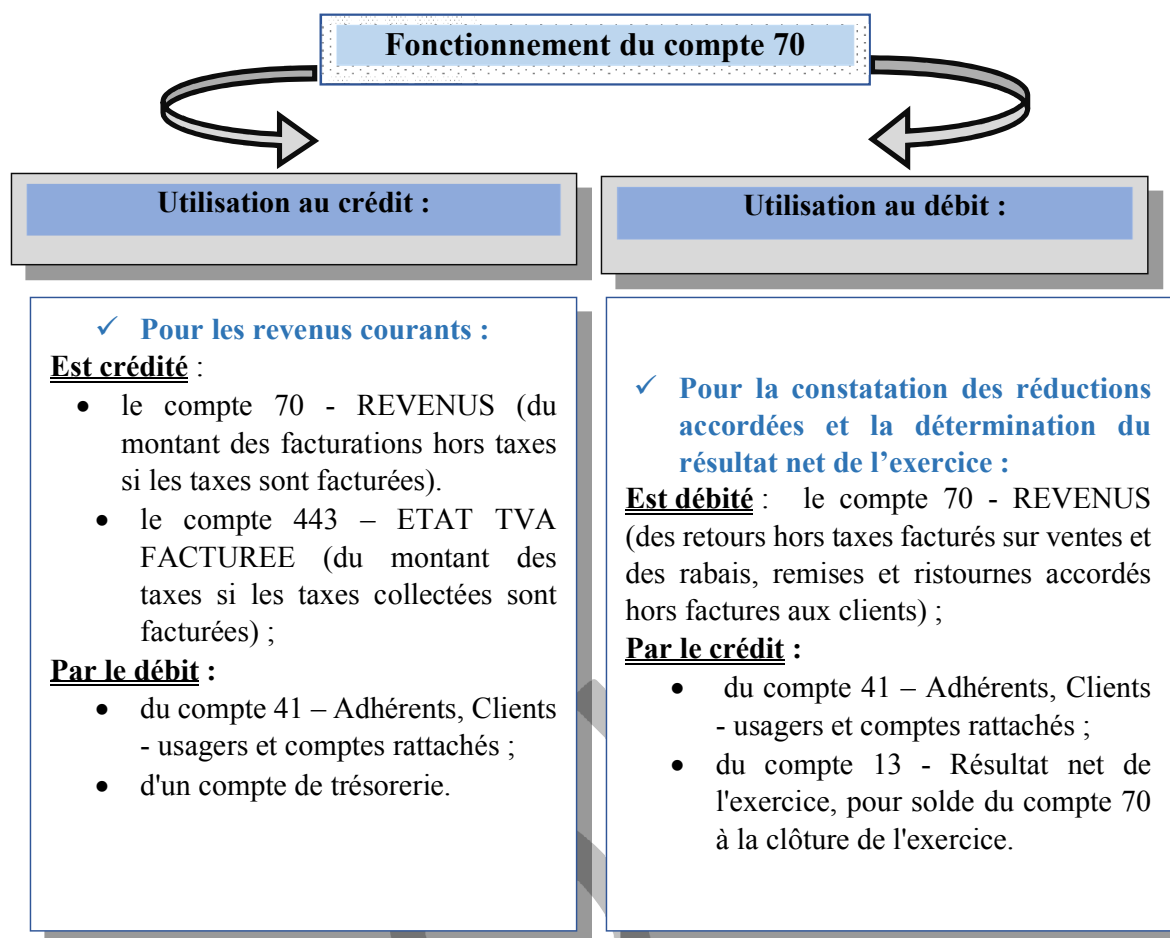 Fonctionnement du compte 70
Utilisation au crédit :
✓ Pour les revenus courants :
Est crédité :
• le compte 70 - REVENUS (du
montant des facturations hors taxes
si les taxes sont facturées).
• le compte 443 – ETAT TVA
FACTUREE (du montant des
taxes si les taxes collectées sont
facturées) ;
Par le débit :
• du compte 41 – Adhérents, Clients
- usagers et comptes rattachés ;
• d'un compte de trésorerie.
Utilisation au débit :
✓ Pour la constatation des réductions
accordées et la détermination du
résultat net de l’exercice :
Est débité : le compte 70 - REVENUS
(des retours hors taxes facturés sur ventes et
des rabais, remises et ristournes accordés
hors factures aux clients) ;
Par le crédit :
• du compte 41 – Adhérents, Clients
- usagers et comptes rattachés ;
• du compte 13 - Résultat net de
l'exercice, pour solde du compte 70
à la clôture de l'exercice.